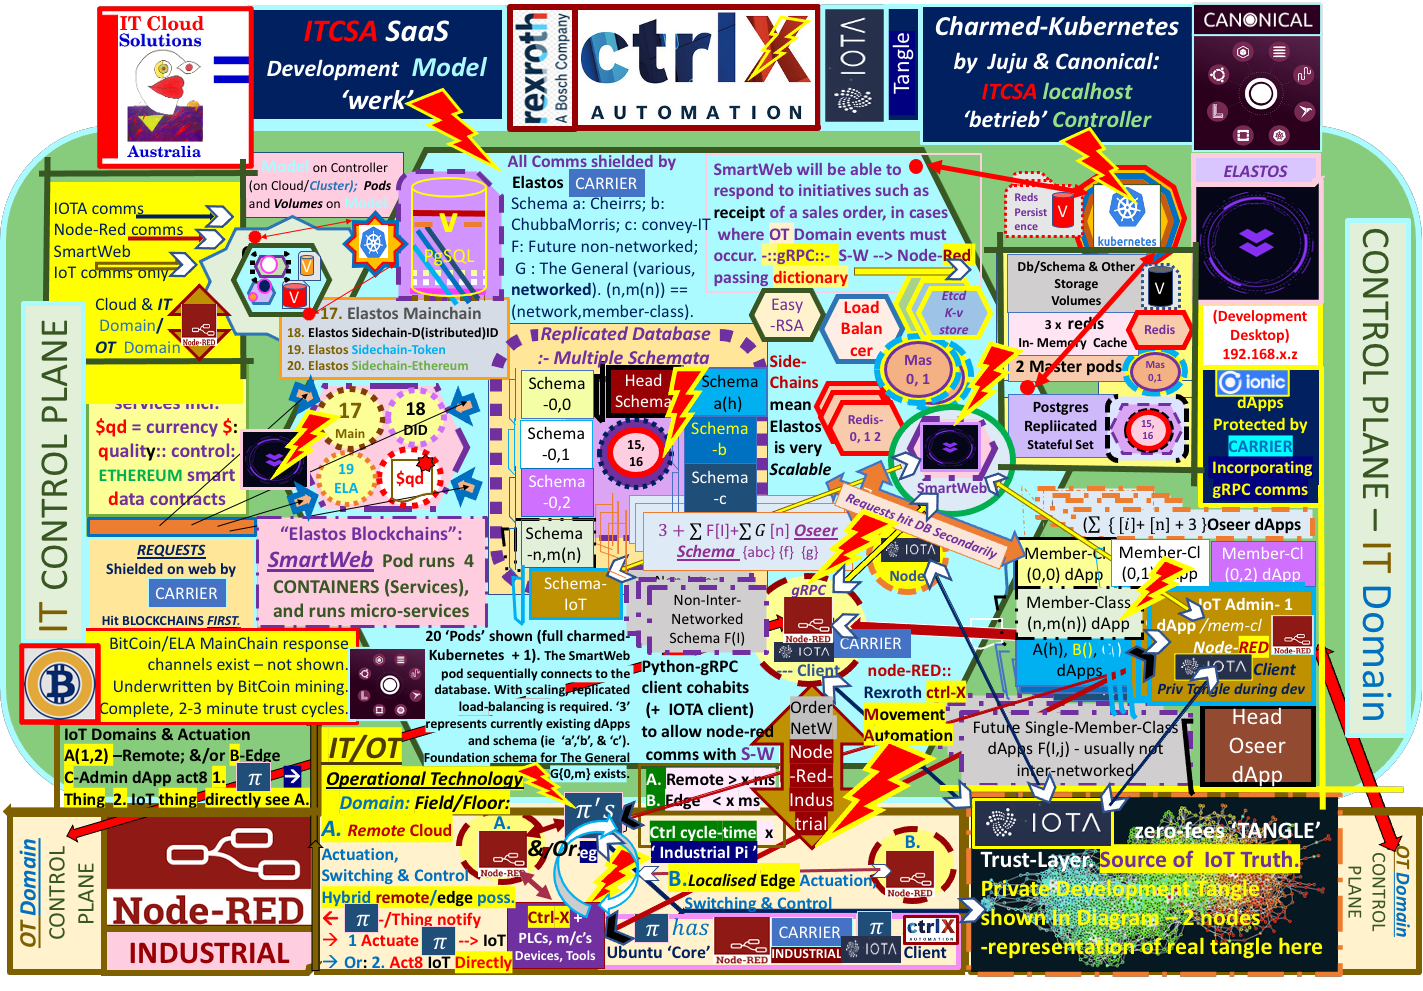 IT Cloud
Solutions
Australia
ITCSA SaaS
Development Model
‘werk’
rexroth
A Bosch Company
ctrlX
AUTOMATION
IOTA
Tangle
Charmed-Kubernetes
by Juju & Canonical:
ITCSA localhost
‘betrieb’ Controller
CANONICAL
ELASTOS
IT CONTROL PLANE
IOTA comms
Node-Red comms
SmartWeb
IoT comms only
Cloud & IT
Domain/
OT Domain
Node-RED
Model on Controller
(on Cloud/Cluster); Pods
and Volumes on Model
V
V
V
PgSQL
All Comms shielded by
Elastos CARRIER
Schema a: Cheirrs; b:
ChubbaMorris; c: convey-IT
F: Future non-networked;
G : The General (various,
networked). (n,m(n)) ==
(network,member-class).
SmartWeb will be able to
respond to initiatives such as
receipt of a sales order, in cases
where OT Domain events must
occur. -::gRPC::- S-W --> Node-Red
passing dictionary
Reds
Persist
ence
V
kubernetes
Db/Schema & Other
Storage
Volumes
V
3 x redis
In- Memory Cache
Redis
2 Master pods
Mas
0,1
Postgres
Repliicated
Stateful Set
15,
16
(Development
Desktop)
192.168.x.z
ionic
dApps
Protected by
CARRIER
Incorporating
gRPC comms
CONTROL PLANE – IT Domain
17. Elastos Mainchain
18. Elastos Sidechain-D(istributed)ID
19. Elastos Sidechain-Token
20. Elastos Sidechain-Ethereum
Easy
-RSA
Load
Balan
cer
Etcd
K-v
store
Mas
0, 1
Redis-
0, 1 2
Side-
Chains
mean
Elastos
is very
Scalable
SmartWeb
Replicated Database
:- Multiple Schemata
Schema
-0,0
Schema
-0,1
Schema
-0,2
Schema
-n,m(n)
Schema-
IoT
Head
Schema
15,
16
Schema
a(h)
Schema
-b
Schema
-c
3 + ∑ F[I]+∑ G [n] Oseer
Schema {abc} {f} {g}
Requests hit DB Secondarily
services incl:
$qd = currency $:
quality:: control:
ETHEREUM smart
data contracts
17
Main
18
DID
19
ELA
$qd
REQUESTS
Shielded on web by
CARRIER
Hit BLOCKCHAINS FIRST.
“Elastos Blockchains”:
SmartWeb Pod runs 4
CONTAINERS (Services),
and runs micro-services
BitCoin/ELA MainChain response
channels exist – not shown.
Underwritten by BitCoin mining.
Complete, 2-3 minute trust cycles.
20 ‘Pods’ shown (full charmed-
Kubernetes + 1). The SmartWeb
pod sequentially connects to the
database. With scaling, replicated
load-balancing is required. ‘3’
represents currently existing dApps
and schema (ie ‘a’,’b’, & ‘c’).
Foundation schema for The General
G{0,m} exists.
Non-Inter-
Networked
Schema F(I)
Python-gRPC
client cohabits
(+ IOTA client)
to allow node-red
comms with S-W
gRPC
Node-RED
IOTA
--- Client
CARRIER
IOTA
Node
node-RED::
Rexroth ctrl-X
Movement
Automation
(∑ { [i]+ [n] + 3 }Oseer dApps
Member-Cl
(0,0) dApp
Member-Cl
(0,1) dApp
Member-Cl
(0,2) dApp
Member-Class
(n,m(n)) dApp
A(h), B(), C()
dApps
IoT Admin- 1
dApp /mem-cl
Node-RED
Node-RED
IOTA Client
Priv Tangle during dev
Future Single-Member-Class
dApps F(I,j) - usually not
inter-networked
Head
Oseer
dApp
IoT Domains & Actuation
A(1,2) –Remote; &/or B-Edge
C-Admin dApp act8 1. π →
Thing 2. IoT thing directly see A.
IT/OT
Operational Technology
Domain: Field/Floor:
A. Remote Cloud
Actuation,
Switching & Control
Hybrid remote/edge poss.
← π -/Thing notify
→ 1 Actuate π --> IoT
→ Or: 2. Act8 IoT Directly
OT Domain
CONTROL
PLANE
Node-RED
INDUSTRIAL
A.
Node-RED
& Or:
π’s
eg
Ctrl-X +
PLCs, m/c’s
Devices, Tools
A. Remote > x ms
B. Edge < x ms
Ctrl cycle-time x
‘ Industrial Pi ’
Order
NetW
Node
-Red-
Indus
trial
B.Localised Edge Actuation,
Switching & Control
B.
Node-RED
Ubuntu ‘Core’
π has
Node-RED
CARRIER
INDUSTRIAL
π
IOTA
ctrlX
AUTOMATION
Client
IOTA
zero-fees ‘TANGLE’
Trust-Layer. Source of IoT Truth.
Private Development Tangle
shown in Diagram – 2 nodes
-representation of real tangle here
OT Domain
CONTROL
PLANE